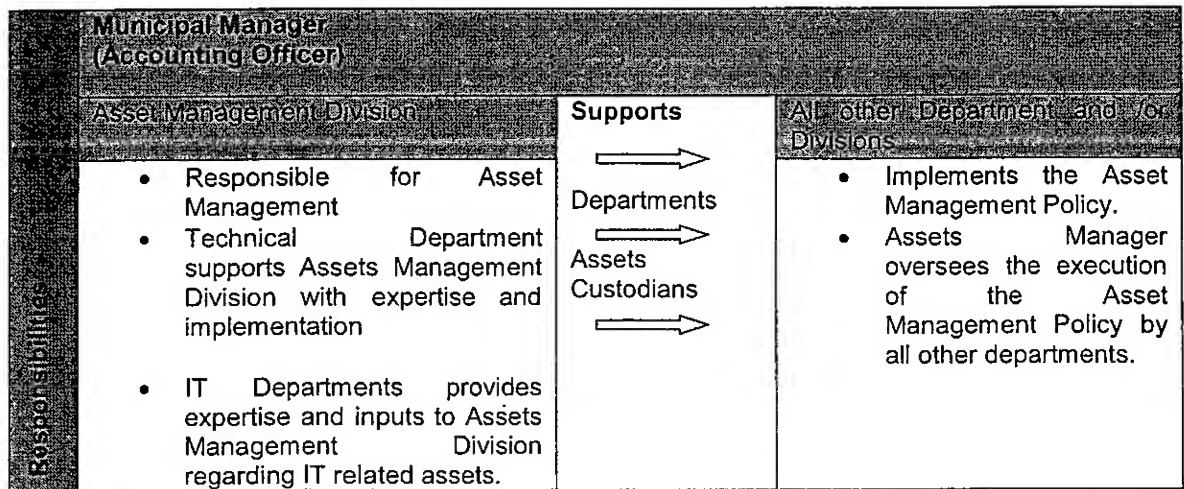 Municipal Manager
(Accounting Officer)
Asset Management Division
Supports
All other Department and /or
Divisions
Responsibilities
• Responsible for Asset
Management
• Technical Department
supports Assets Management
Division with expertise and
implementation
• IT Departments provides
expertise and inputs to Assets
Management Division
regarding IT related assets.
Departments
Assets
Custodians
• Implements the Asset
Management Policy.
• Assets Manager
oversees the execution
of the Asset
Management Policy by
all other departments.